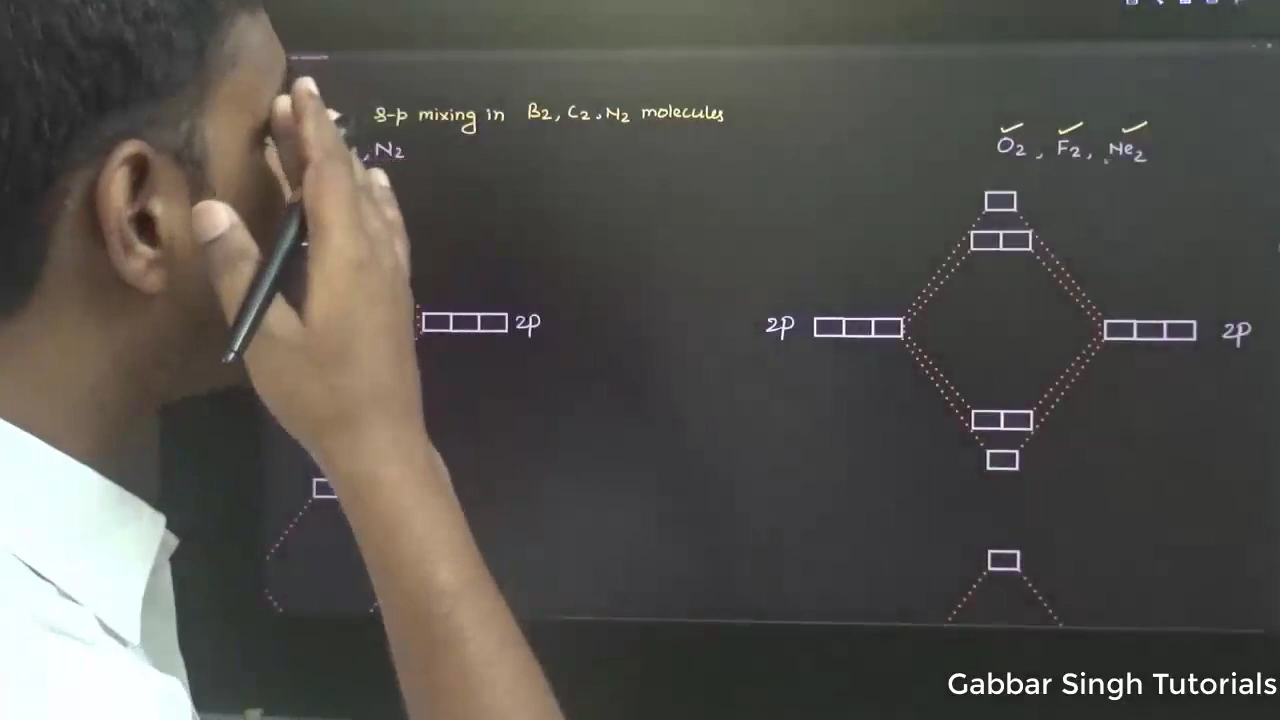 s-p mixing in B2, C2, N2 molecules
, N2
O2, F2, Ne2
2p
2p
2p
Gabbar Singh Tutorials